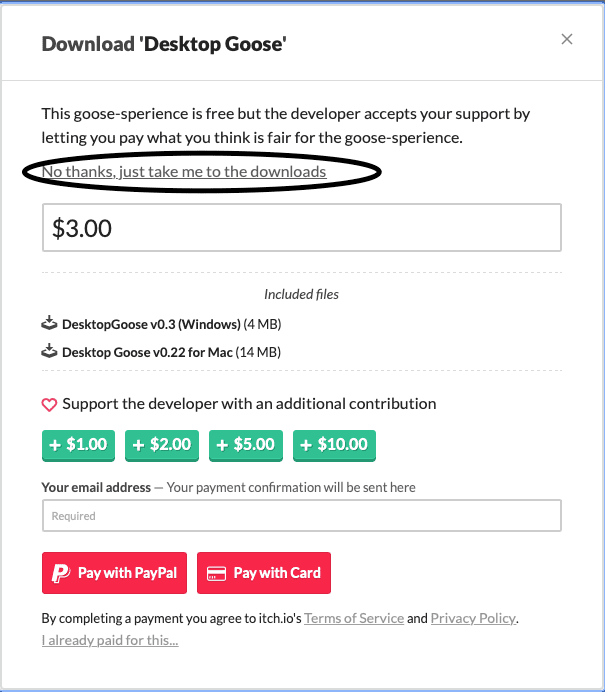 Download 'Desktop Goose'
This goose-sperience is free but the developer accepts your support by
letting you pay what you think is fair for the goose-sperience.
No thanks, just take me to the downloads
$3.00
Included files
DesktopGoose v0.3 (Windows) (4 MB)
Desktop Goose v0.22 for Mac (14 MB)
Support the developer with an additional contribution
+ $1.00 + $2.00 + $5.00 + $10.00
Your email address — Your payment confirmation will be sent here
Required
Pay with PayPal Pay with Card
By completing a payment you agree to itch.io's Terms of Service and Privacy Policy.
I already paid for this...